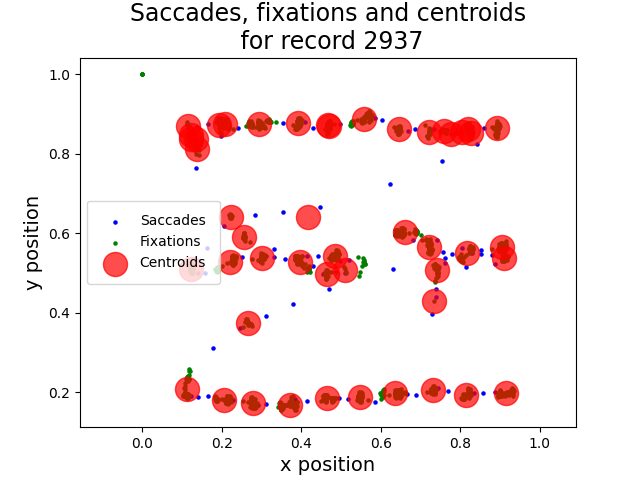 Saccades, fixations and centroids
for record 2937
1.0
0.8
0.6
0.4
0.2
y position
Saccades
Fixations
Centroids
0.0 0.2 0.4 0.6 0.8 1.0
x position